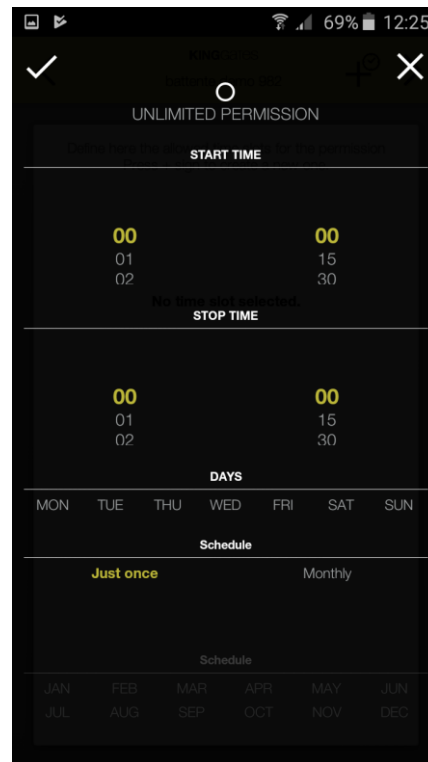 69% 12:25
UNLIMITED PERMISSION
START TIME
00 00
01 15
02 30
No time slot selected.
STOP TIME
00 00
01 15
02 30
DAYS
MON TUE THU WED FRI SAT SUN
Schedule
Just once Monthly
Schedule
JAN FEB MAR APR MAY JUN
JUL AUG SEP OCT NOV DEC